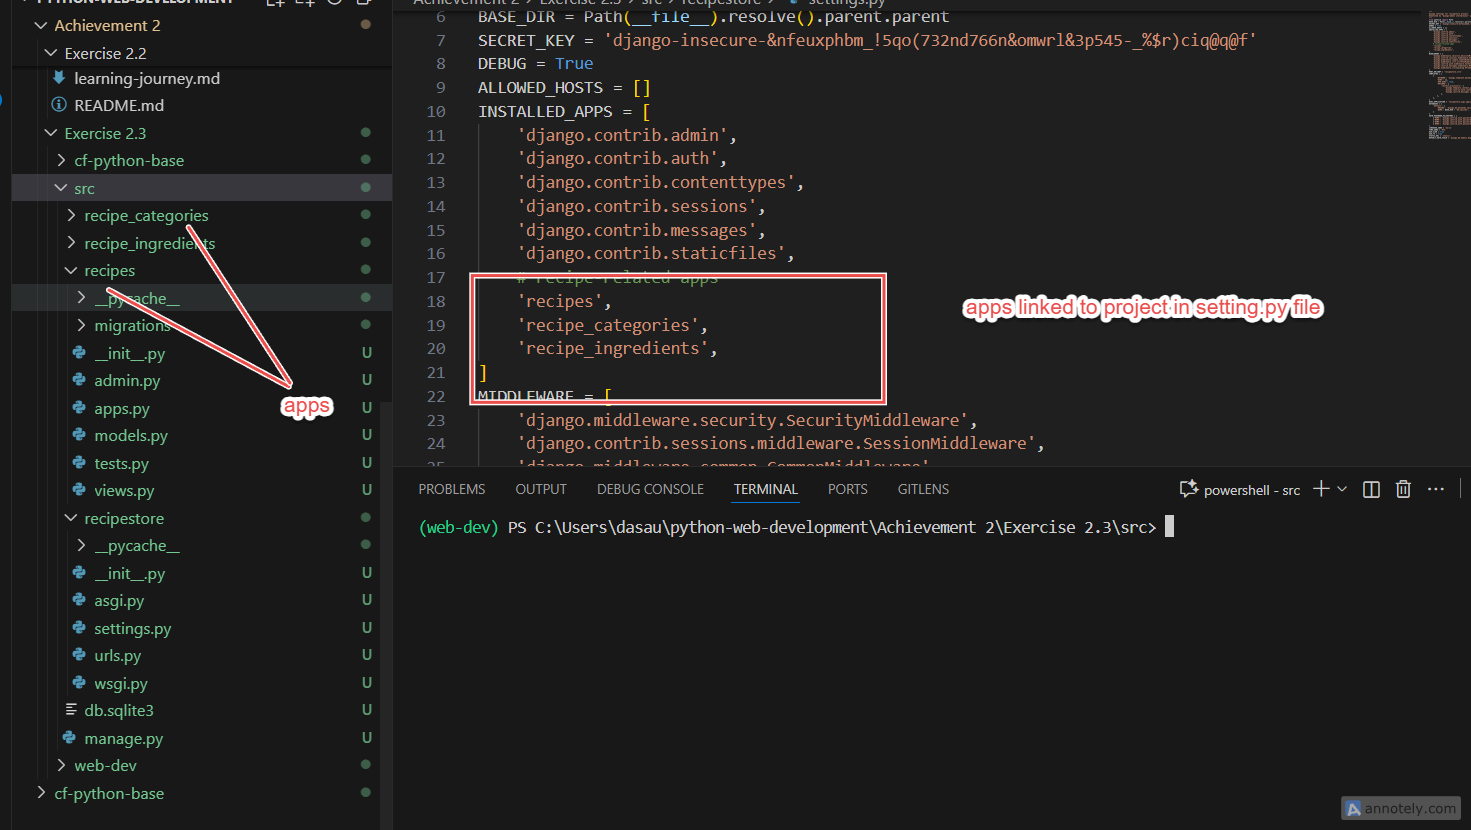 PYTHON-WEB-DEVELOPMENT
Achievement 2
Exercise 2.2
learning-journey.md
README.md
Exercise 2.3
cf-python-base
src
recipe_categories
recipe_ingredients
recipes
__pycache__
migrations
__init__.py
admin.py
apps.py
models.py
tests.py
views.py
recipestore
__pycache__
__init__.py
asgi.py
settings.py
urls.py
wsgi.py
db.sqlite3
manage.py
web-dev
cf-python-base
U
U
U
U
U
U
U
U
U
U
U
U
U
apps
Achievement 2 > Exercise 2.3 > src > recipestore > settings.py
6 BASE_DIR = Path(__file__).resolve().parent.parent
7 SECRET_KEY = 'django-insecure-&nfeuxphbm_!5qo(732nd766n&omwrl&3p545-_%$r)ciq@q@f'
8 DEBUG = True
9 ALLOWED_HOSTS = []
10 INSTALLED_APPS = [
11 'django.contrib.admin',
12 'django.contrib.auth',
13 'django.contrib.contenttypes',
14 'django.contrib.sessions',
15 'django.contrib.messages',
16 'django.contrib.staticfiles',
17 # recipe-related apps
18 'recipes',
19 'recipe_categories',
20 'recipe_ingredients',
21 ]
22 MIDDLEWARE = [
23 'django.middleware.security.SecurityMiddleware',
24 'django.contrib.sessions.middleware.SessionMiddleware',
25 'django.middleware.common.CommonMiddleware'
apps linked to project in setting.py file
PROBLEMS OUTPUT DEBUG CONSOLE TERMINAL PORTS GITLENS
powershell - src
(web-dev) PS C:\Users\dasau\python-web-development\Achievement 2\Exercise 2.3\src>
annotely.com